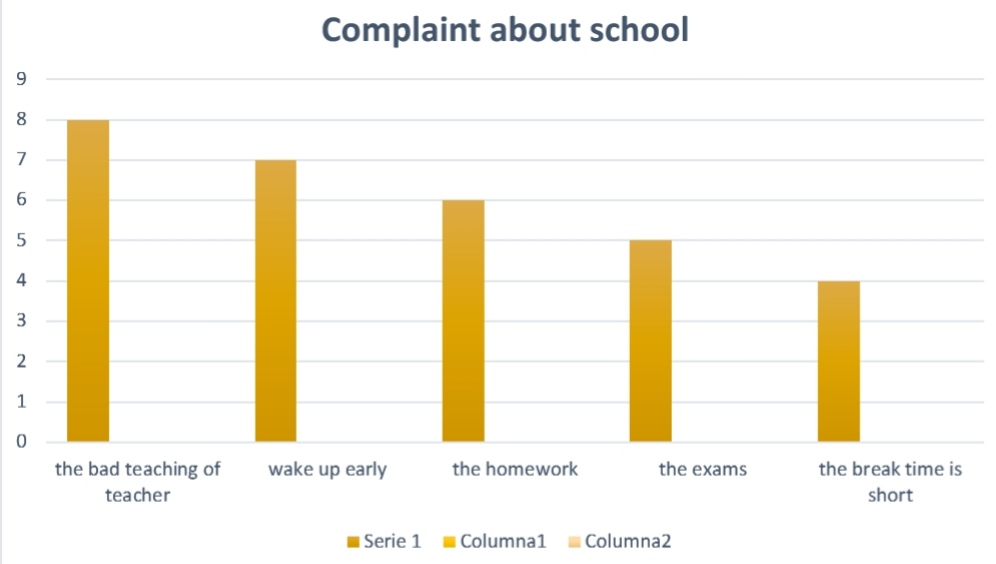 Complaint about school
9
8
7
6
5
4
3
2
1
0
the bad teaching of
teacher
wake up early
the homework
the exams
the break time is
short
Serie 1 Columna1 Columna2